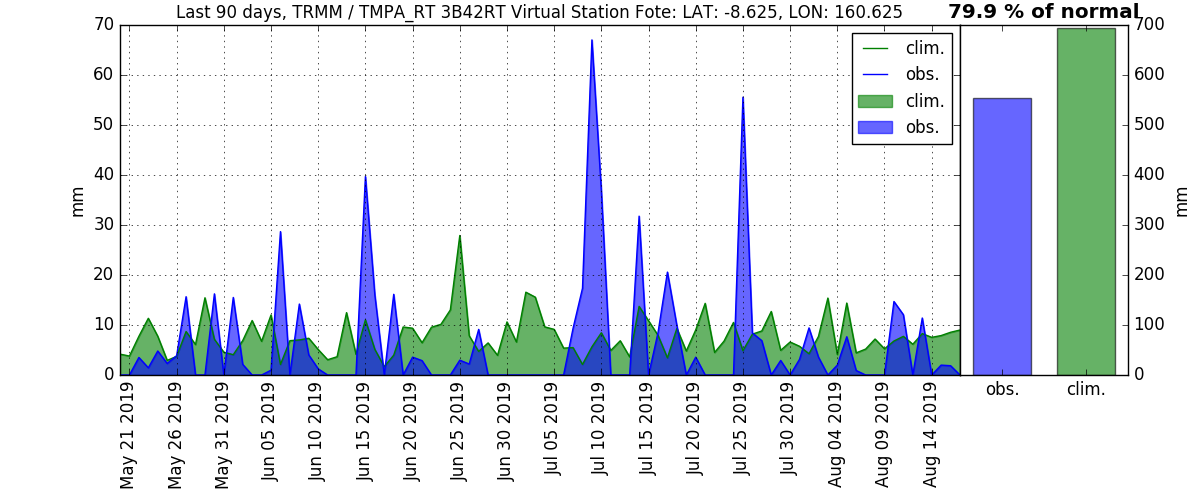 Last 90 days, TRMM / TMPA_RT 3B42RT Virtual Station Fote: LAT: -8.625, LON: 160.625
79.9 % of normal
mm
70
60
50
40
30
20
10
0
clim.
obs.
clim.
obs.
May 21 2019
May 26 2019
May 31 2019
Jun 05 2019
Jun 10 2019
Jun 15 2019
Jun 20 2019
Jun 25 2019
Jun 30 2019
Jul 05 2019
Jul 10 2019
Jul 15 2019
Jul 20 2019
Jul 25 2019
Jul 30 2019
Aug 04 2019
Aug 09 2019
Aug 14 2019
700
600
500
400
300
200
100
0
mm
obs.
clim.